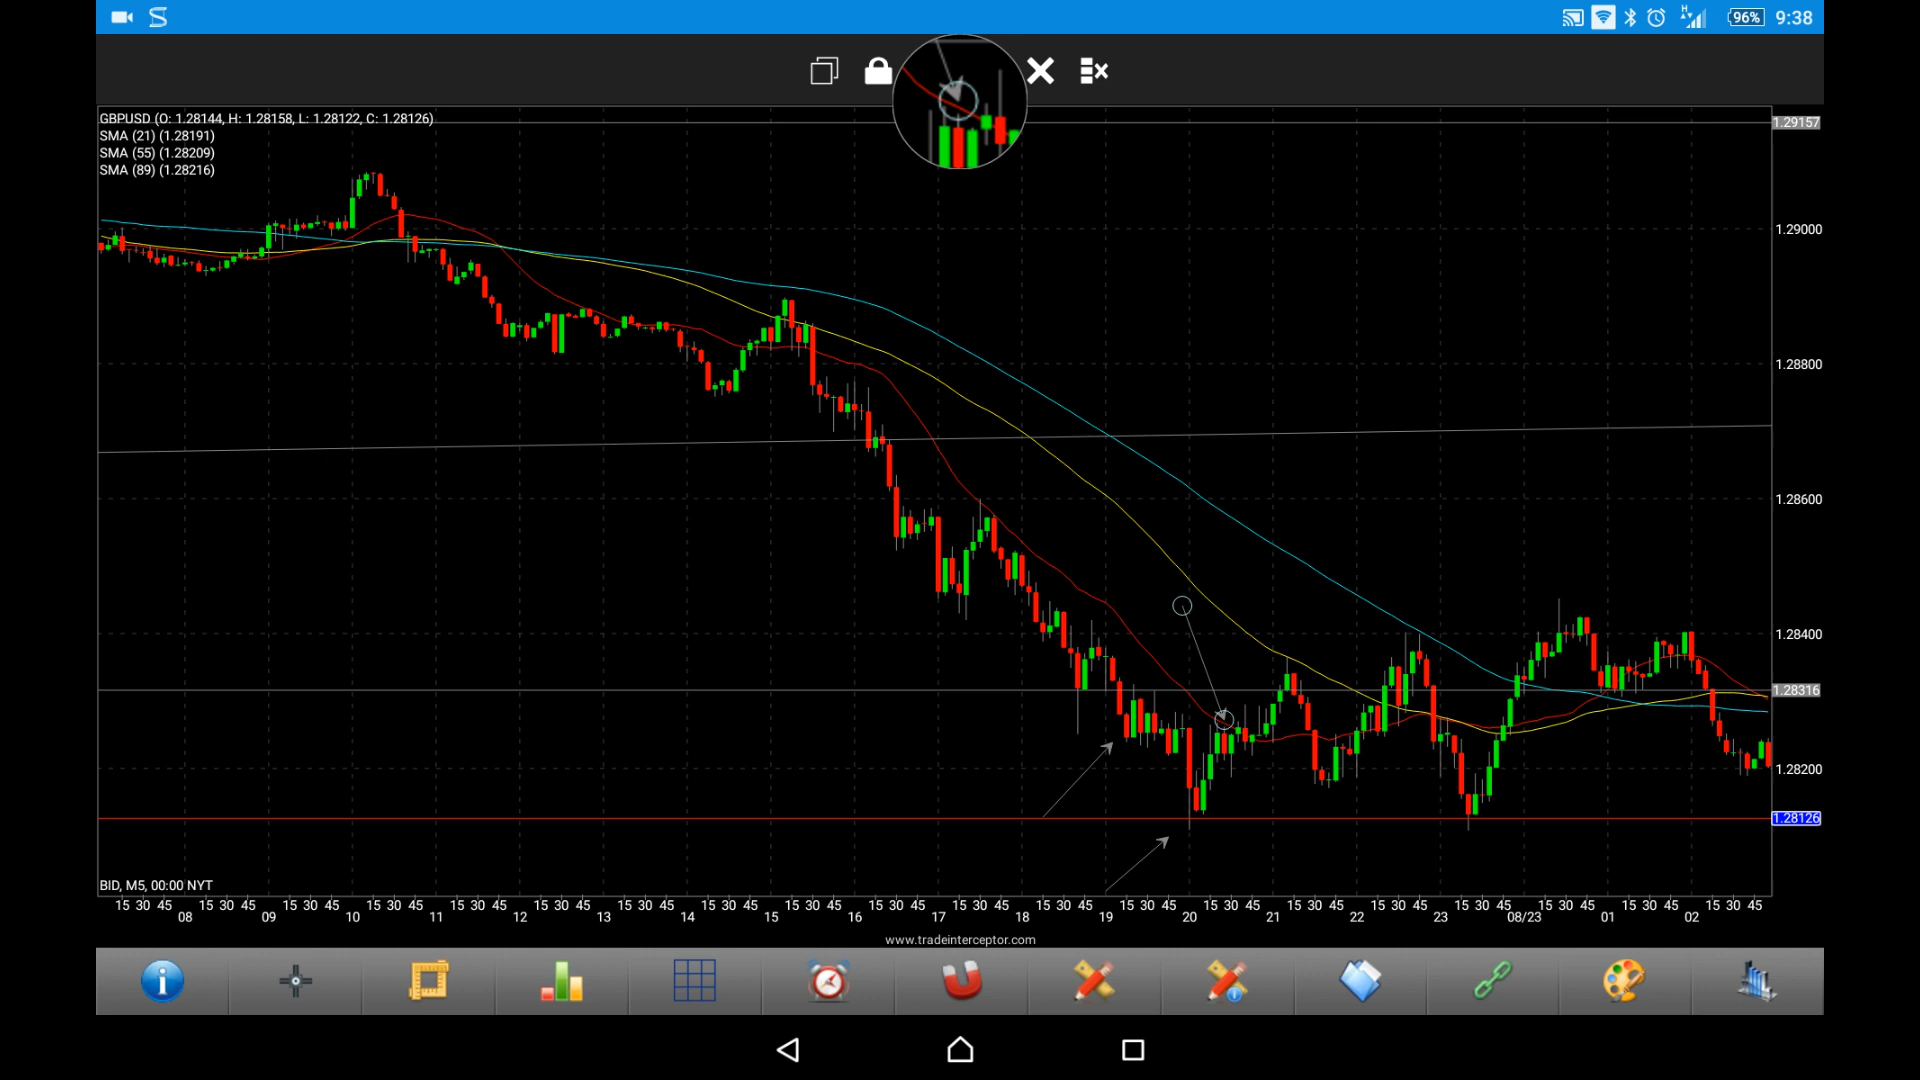 96% 9:38
GBPUSD (O: 1.28144, H: 1.28158, L: 1.28122, C: 1.28126)
SMA (21) (1.28191)
SMA (55) (1.28209)
SMA (89) (1.28216)
1.29157
1.29000
1.28800
1.28600
1.28400
1.28316
1.28200
1.28126
BID, M5, 00:00 NYT
15 30 45 15 30 45 15 30 45 15 30 45 15 30 45 15 30 45 15 30 45 15 30 45 15 30 45 15 30 45 15 30 45 15 30 45 15 30 45 15 30 45 15 30 45 15 30 45 15 30 45 15 30 45 15 30 45 15 30 45
08 09 10 11 12 13 14 15 16 17 18 19 20 21 22 23 08/23 01 02
www.tradeinterceptor.com